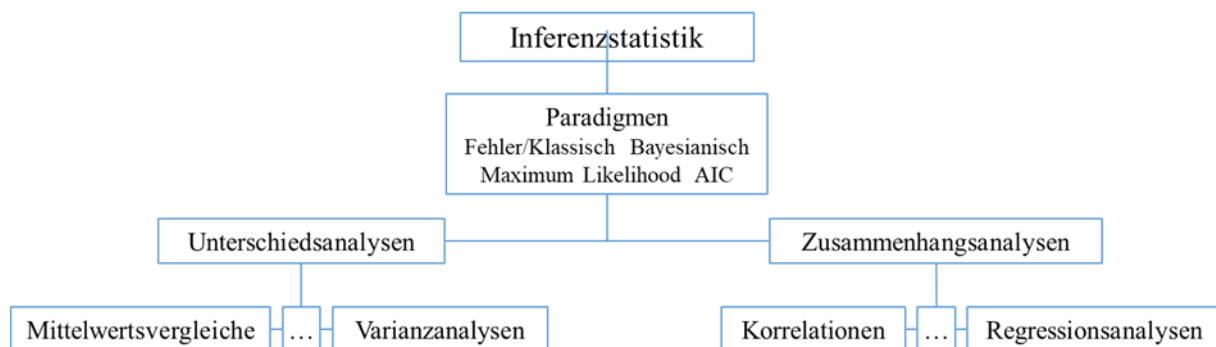 Inferenzstatistik
Paradigmen
Fehler/Klassisch Bayesianisch
Maximum Likelihood AIC
Unterschiedsanalysen
Zusammenhangsanalysen
Mittelwertsvergleiche
…
Varianzanalysen
Korrelationen
…
Regressionsanalysen